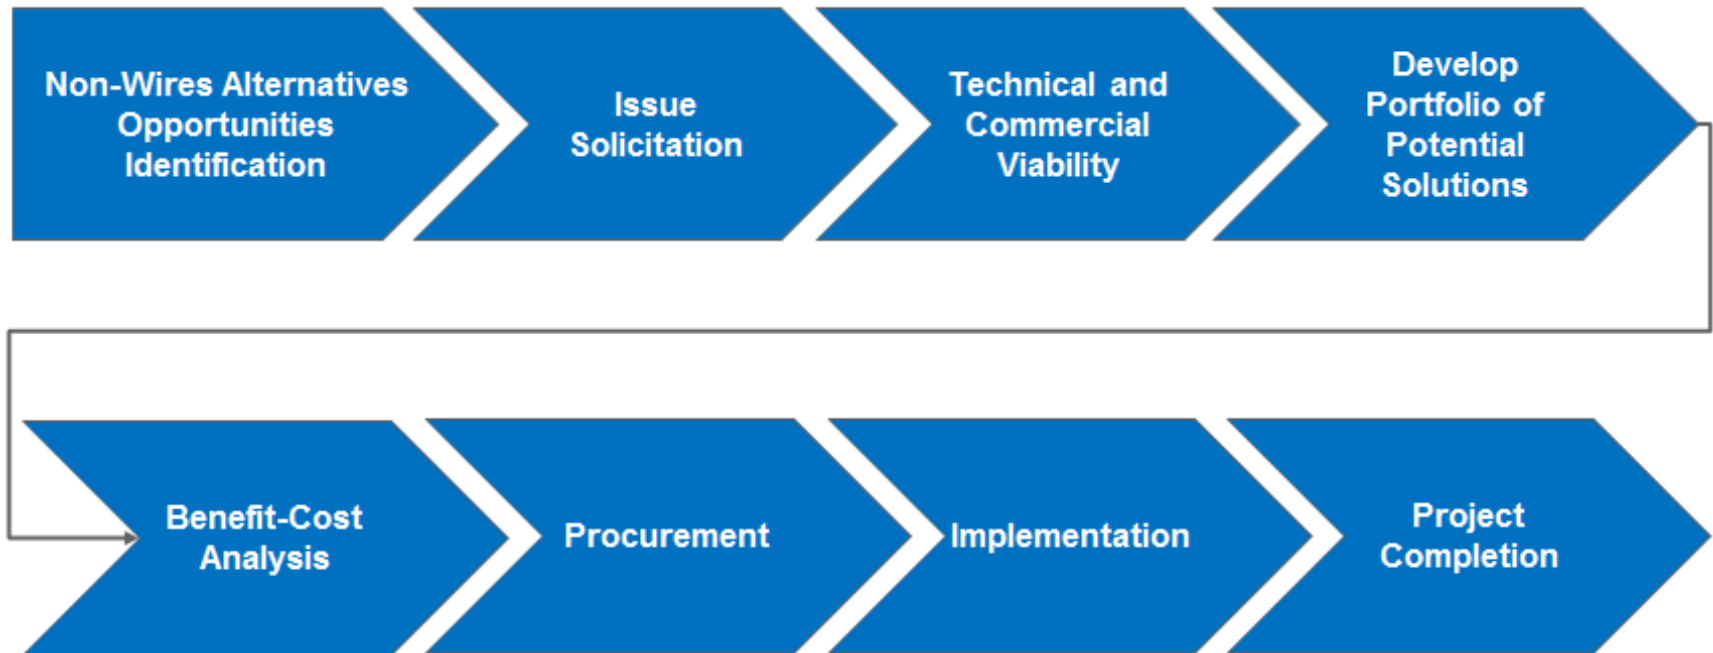 Non-Wires Alternatives
Opportunities
Identification
Issue
Solicitation
Technical and
Commercial
Viability
Develop
Portfolio of
Potential
Solutions
Benefit-Cost
Analysis
Procurement
Implementation
Project
Completion